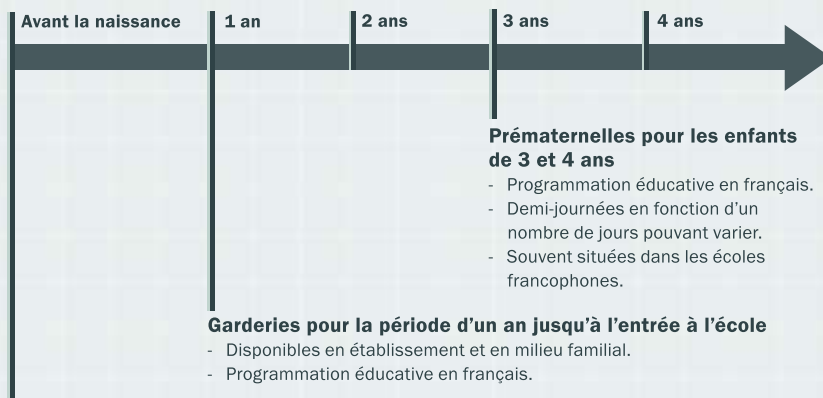 Avant la naissance
1 an
2 ans
3 ans
4 ans
Prématernelles pour les enfants
de 3 et 4 ans
- Programmation éducative en français.
- Demi-journées en fonction d'un
nombre de jours pouvant varier.
- Souvent situées dans les écoles
francophones.
Garderies pour la période d'un an jusqu'à l'entrée à l'école
- Disponibles en établissement et en milieu familial.
- Programmation éducative en français.